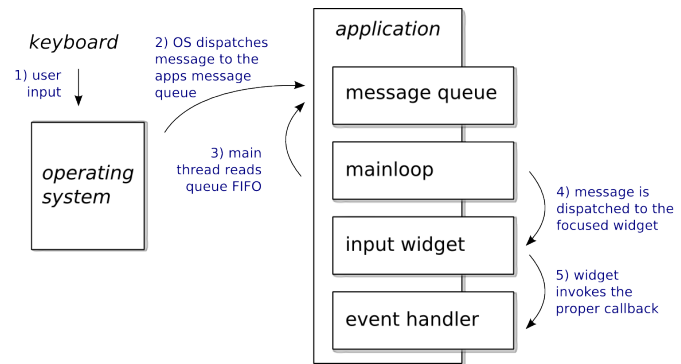 keyboard
1) user
input
operating
system
2) OS dispatches
message to the
apps message
queue
3) main
thread reads
queue FIFO
application
message queue
mainloop
input widget
event handler
4) message is
dispatched to the
focused widget
5) widget
invokes the
proper callback